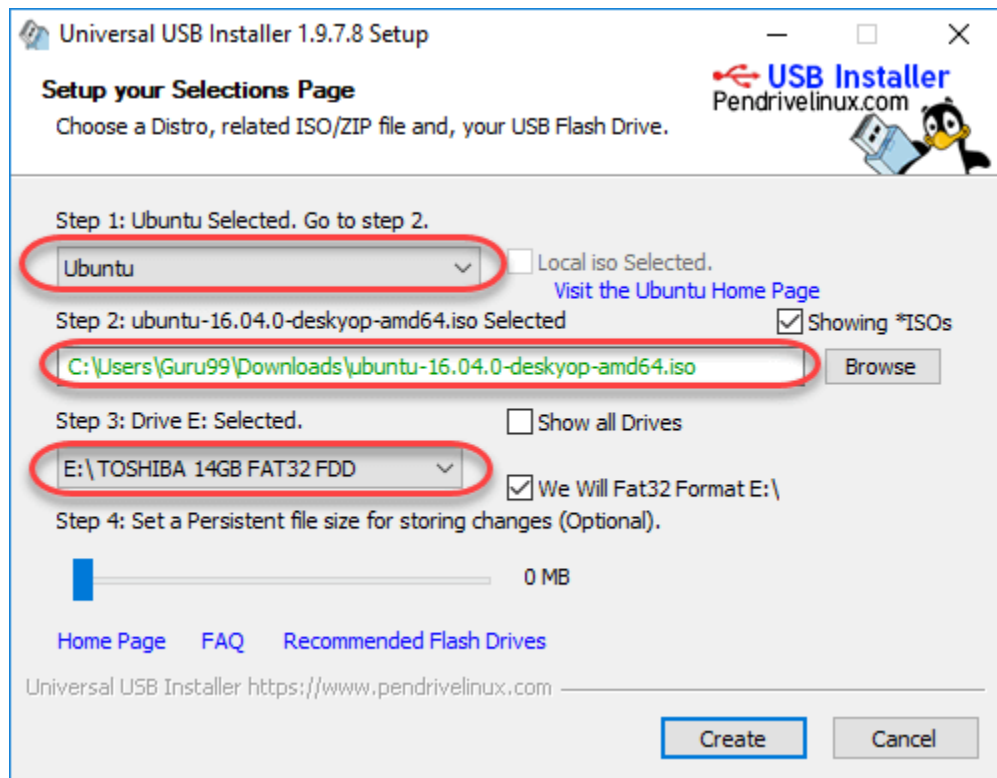 Universal USB Installer 1.9.7.8 Setup
USB Installer
Pendrivelinux.com
Setup your Selections Page
Choose a Distro, related ISO/ZIP file and, your USB Flash Drive.
Step 1: Ubuntu Selected. Go to step 2.
Ubuntu
Local iso Selected.
Visit the Ubuntu Home Page
Step 2: ubuntu-16.04.0-deskyop-amd64.iso Selected
Showing *ISOs
C:\Users\Guru99\Downloads\ubuntu-16.04.0-deskyop-amd64.iso
Browse
Step 3: Drive E: Selected.
Show all Drives
E:\ TOSHIBA 14GB FAT32 FDD
We Will Fat32 Format E:\
Step 4: Set a Persistent file size for storing changes (Optional).
0 MB
Home Page FAQ Recommended Flash Drives
Universal USB Installer https://www.pendrivelinux.com
Create Cancel